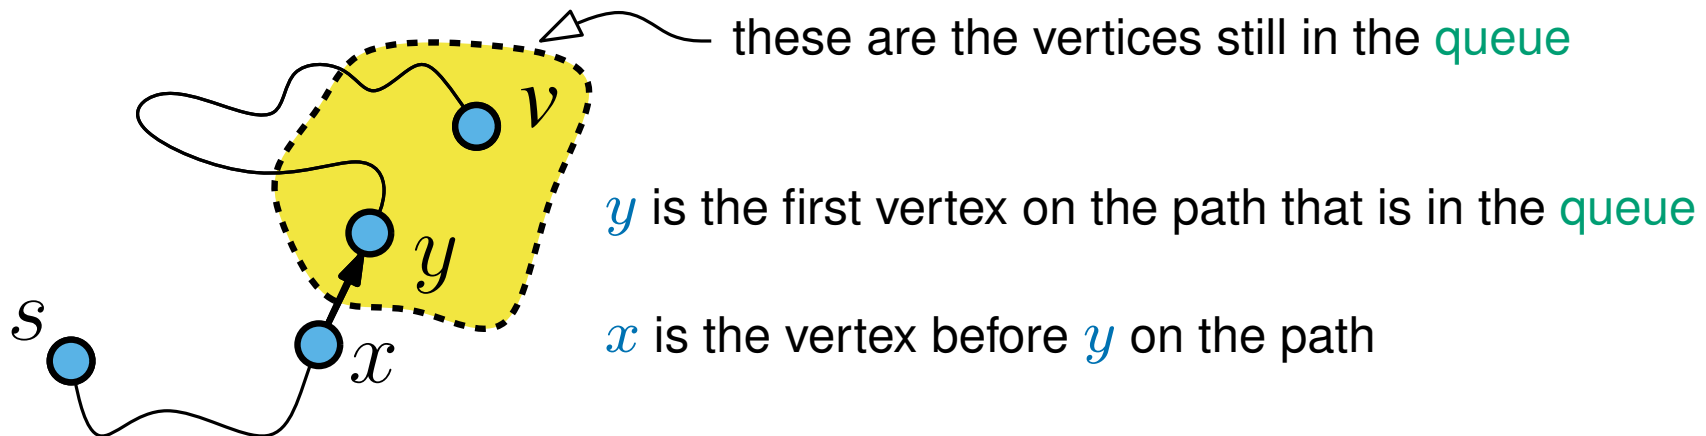 these are the vertices still in the queue
v
y is the first vertex on the path that is in the queue
y
s
x is the vertex before y on the path
x